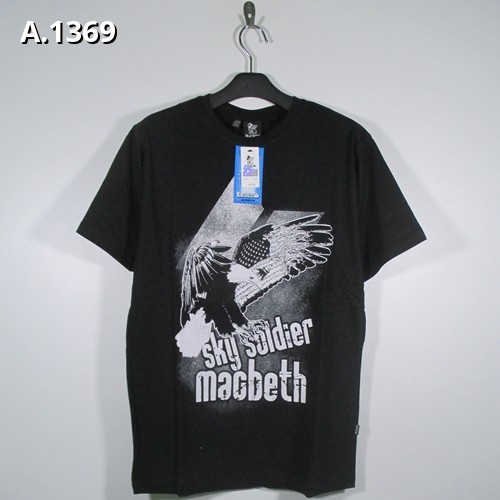 A.1369
sky soldier
macbeth